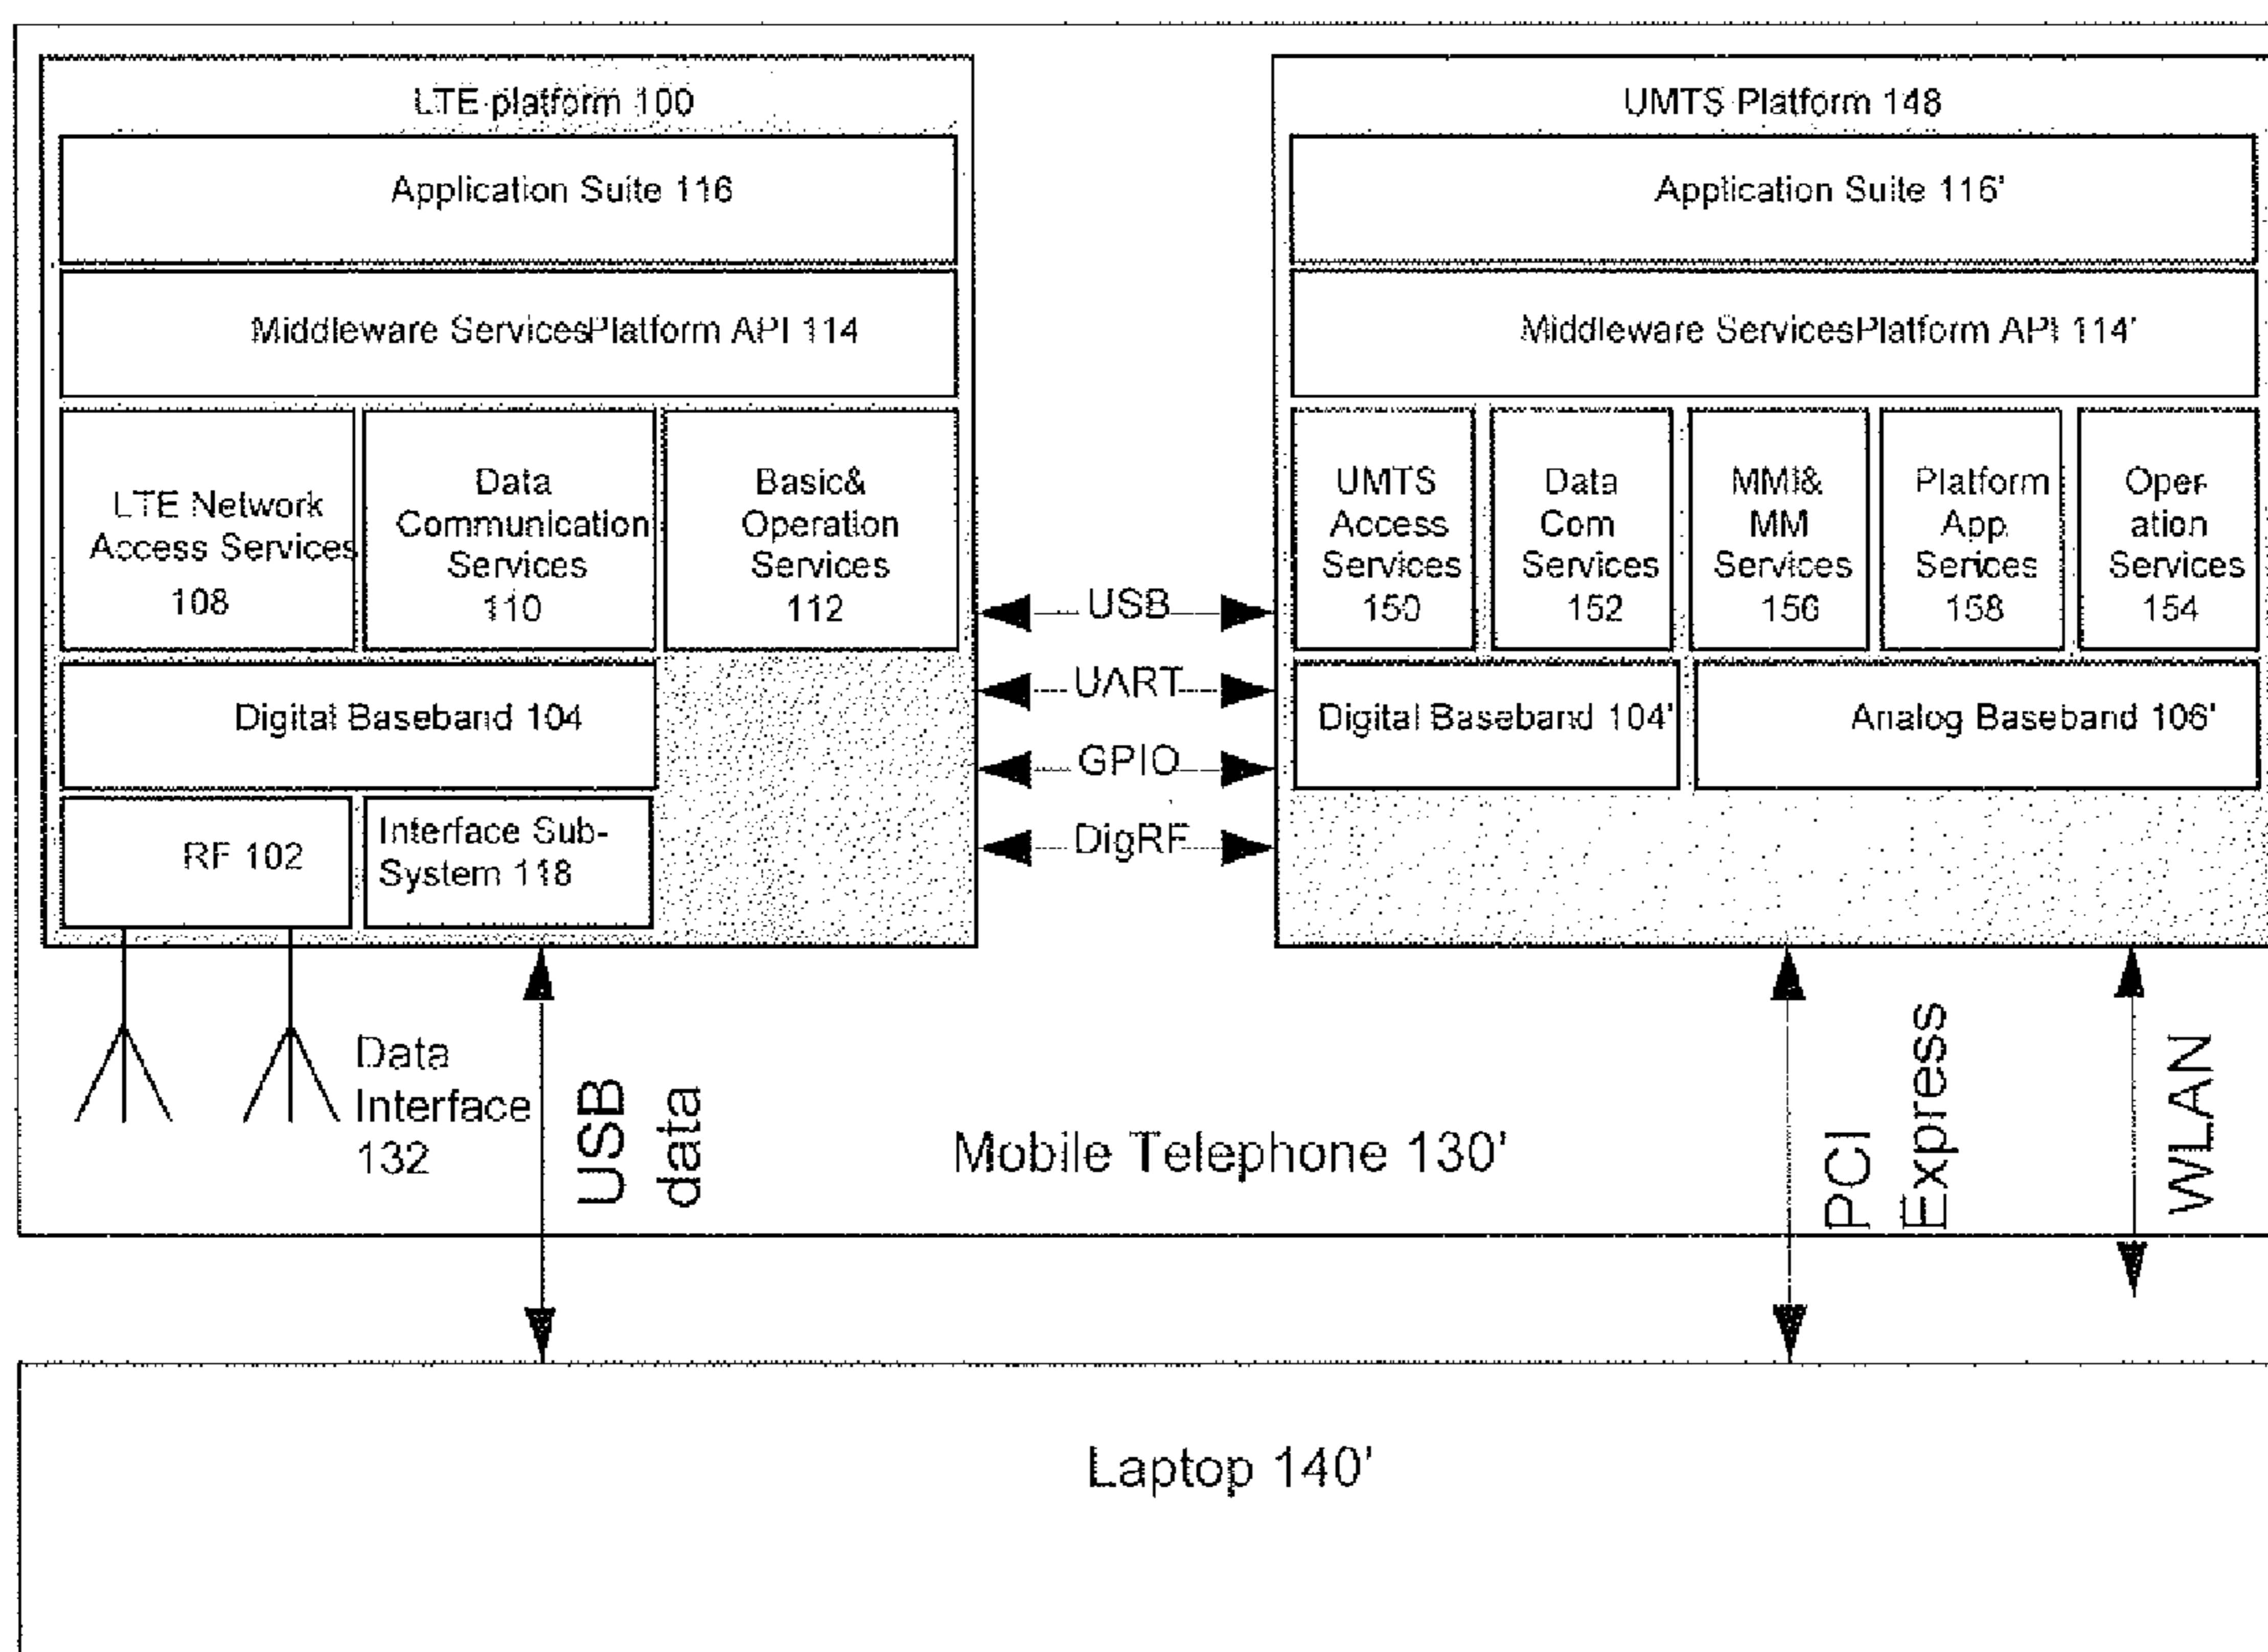 LTE platform 100
Application Suite 116
Middleware ServicesPlatform API 114
LTE Network
Access Services
108
Data
Communication
Services
110
Basic&
Operation
Services
112
Digital Baseband 104
RF 102
Interface Sub-
System 118
USB
UART
GPIO
DigRF
UMTS Platform 148
Application Suite 116'
Middleware ServicesPlatform API 114'
UMTS
Access
Services
150
Data
Com
Services
152
MMI&
MM
Services
156
Platform
App.
Serices
158
Oper-
ation
Services
154
Digital Baseband 104'
Analog Baseband 106'
Data
Interface
132
USB
data
Mobile Telephone 130'
PCI
Express
WLAN
Laptop 140'